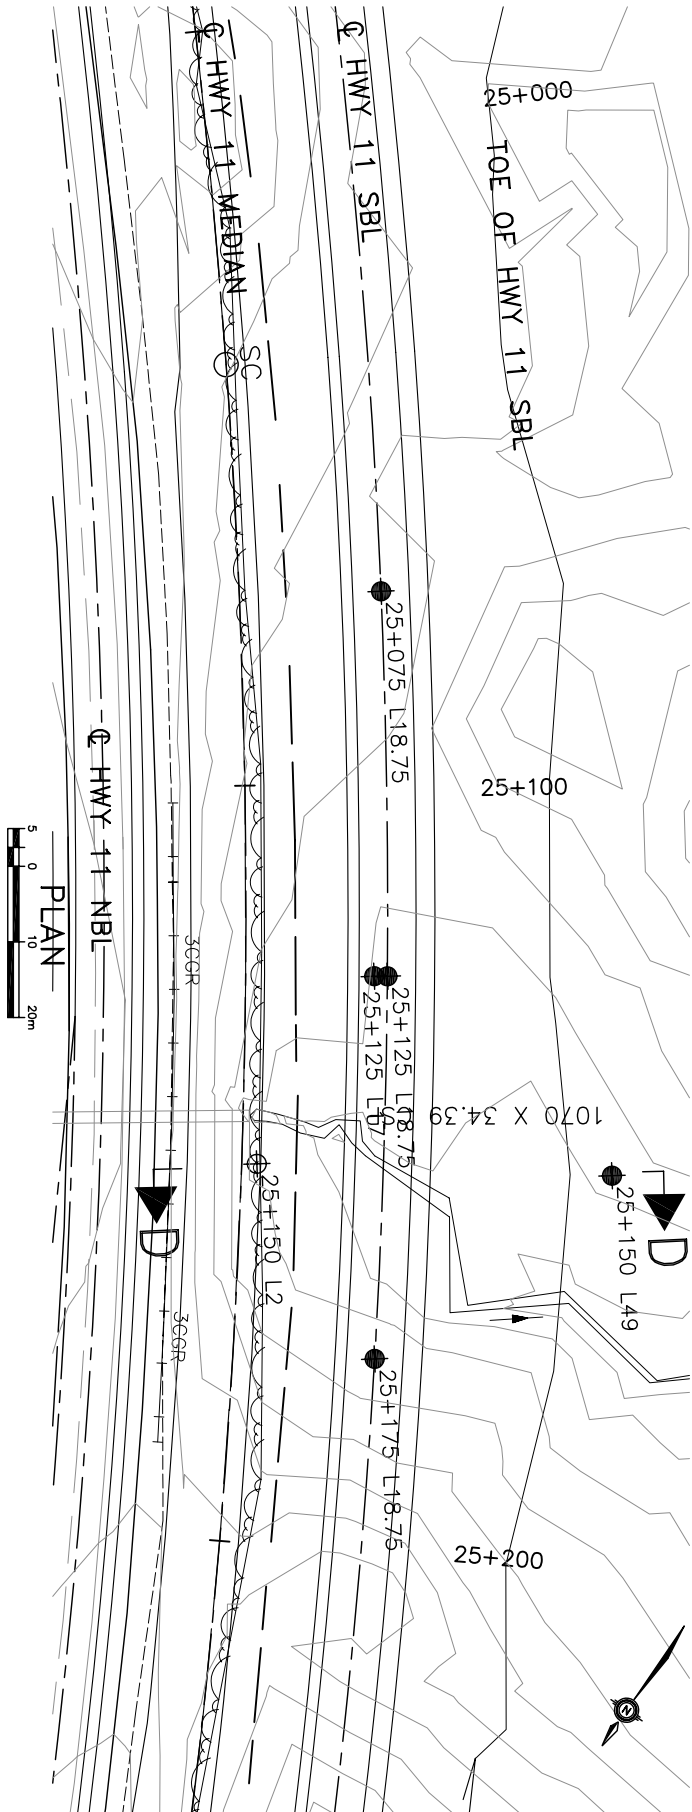 ℄ HWY 11 MEDIAN
℄ HWY 11 SBL
25+000
TOE OF HWY 11 SBL
SC
25+075 L18.75
℄ HWY 11 NBL
25+100
5 0 10 20m
PLAN
3CGR
25+125 L18.75
25+125 L17
1070 X 34.39
25+150 L2
25+150 L49
D
D
3CGR
25+175 L18.75
25+200
N